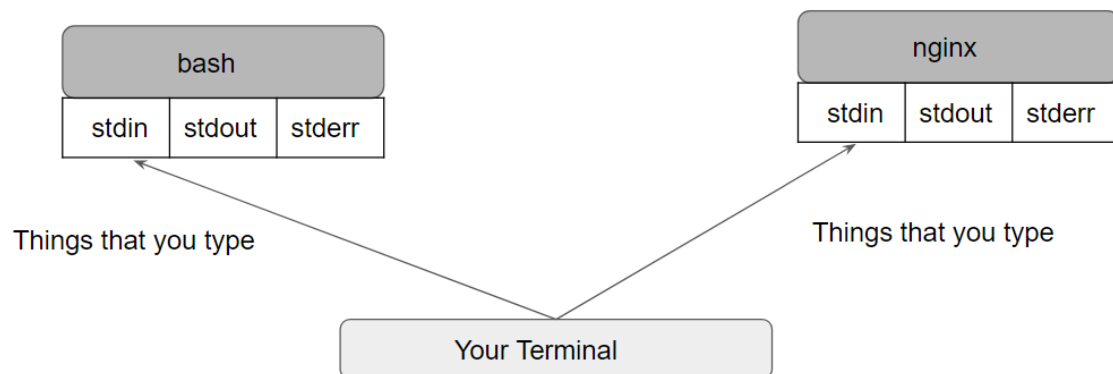 bash
stdin stdout stderr
nginx
stdin stdout stderr
Things that you type
Things that you type
Your Terminal